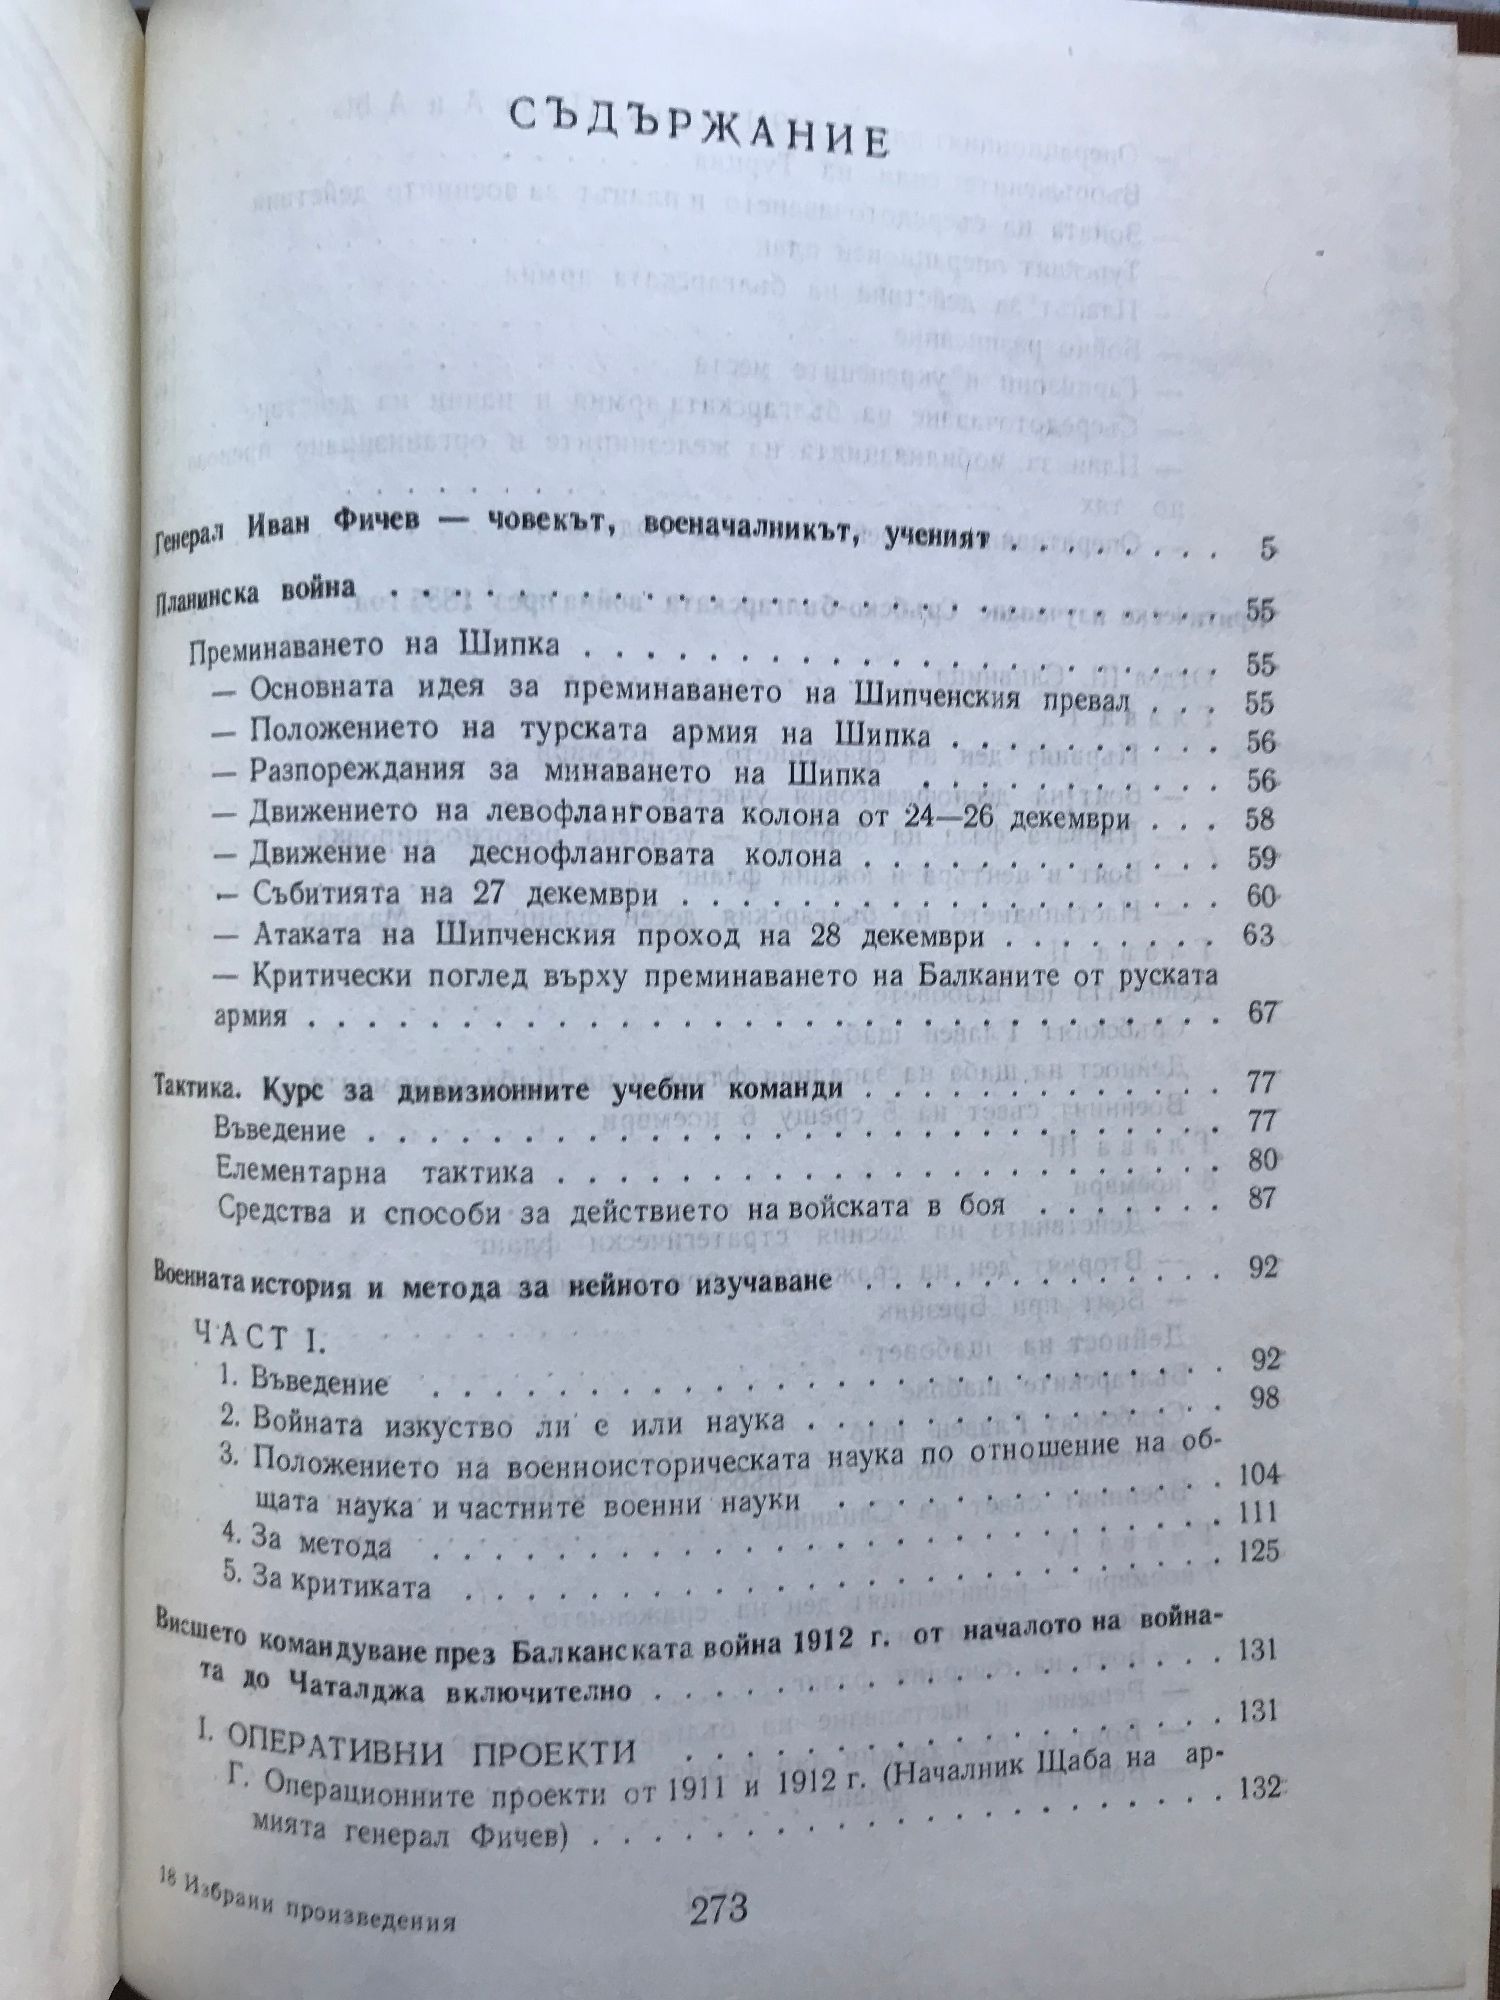 СЪДЪРЖАНИЕ
Генерал Иван Фичев — човекът, военачалникът, ученият . . . . . . . 5
Планинска война . . . . . . . . . . . . . . . . . . . . . . . . . . 55
Преминаването на Шипка . . . . . . . . . . . . . . . . . . . . . 55
— Основната идея за преминаването на Шипченския превал . . . 55
— Положението на турската армия на Шипка . . . . . . . . . 56
— Разпореждания за минаването на Шипка . . . . . . . . . . 56
— Движението на левофланговата колона от 24—26 декември . . . 58
— Движение на деснофланговата колона . . . . . . . . . . . . 59
— Събитията на 27 декември . . . . . . . . . . . . . . . . . . 60
— Атаката на Шипченския проход на 28 декември . . . . . . . 63
— Критически поглед върху преминаването на Балканите от руската
армия . . . . . . . . . . . . . . . . . . . . . . . . . . . . . . 67
Тактика. Курс за дивизионните учебни команди . . . . . . . . . . . . 77
Въведение . . . . . . . . . . . . . . . . . . . . . . . . . . . . 77
Елементарна тактика . . . . . . . . . . . . . . . . . . . . . . 80
Средства и способи за действието на войската в боя . . . . . . . 87
Военната история и метода за нейното изучаване . . . . . . . . . . . . 92
ЧАСТ I.
1. Въведение . . . . . . . . . . . . . . . . . . . . . . . . . . 92
2. Войната изкуство ли е или наука . . . . . . . . . . . . . . 98
3. Положението на военноисторическата наука по отношение на об-
щата наука и частните военни науки . . . . . . . . . . . . . 104
4. За метода . . . . . . . . . . . . . . . . . . . . . . . . . . 111
5. За критиката . . . . . . . . . . . . . . . . . . . . . . . . . 125
Висшето командуване през Балканската война 1912 г. от началото на война-
та до Чаталджа включително . . . . . . . . . . . . . . . . . . . 131
I. ОПЕРАТИВНИ ПРОЕКТИ . . . . . . . . . . . . . . . . . . 131
Г. Операционните проекти от 1911 и 1912 г. (Началник Щаба на ар-
мията генерал Фичев) . . . . . . . . . . . . . . . . . . . . . 132
18 Избрани произведения
273